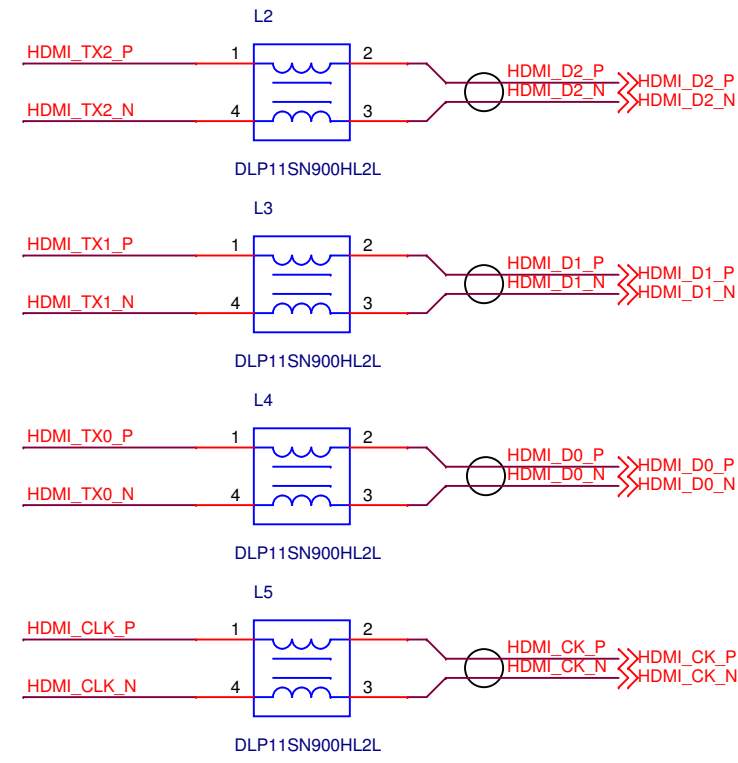 L2
HDMI_TX2_P 1 2
HDMI_D2_P HDMI_D2_P
HDMI_D2_N HDMI_D2_N
HDMI_TX2_N 4 3
DLP11SN900HL2L
L3
HDMI_TX1_P 1 2
HDMI_D1_P HDMI_D1_P
HDMI_D1_N HDMI_D1_N
HDMI_TX1_N 4 3
DLP11SN900HL2L
L4
HDMI_TX0_P 1 2
HDMI_D0_P HDMI_D0_P
HDMI_D0_N HDMI_D0_N
HDMI_TX0_N 4 3
DLP11SN900HL2L
L5
HDMI_CLK_P 1 2
HDMI_CK_P HDMI_CK_P
HDMI_CK_N HDMI_CK_N
HDMI_CLK_N 4 3
DLP11SN900HL2L